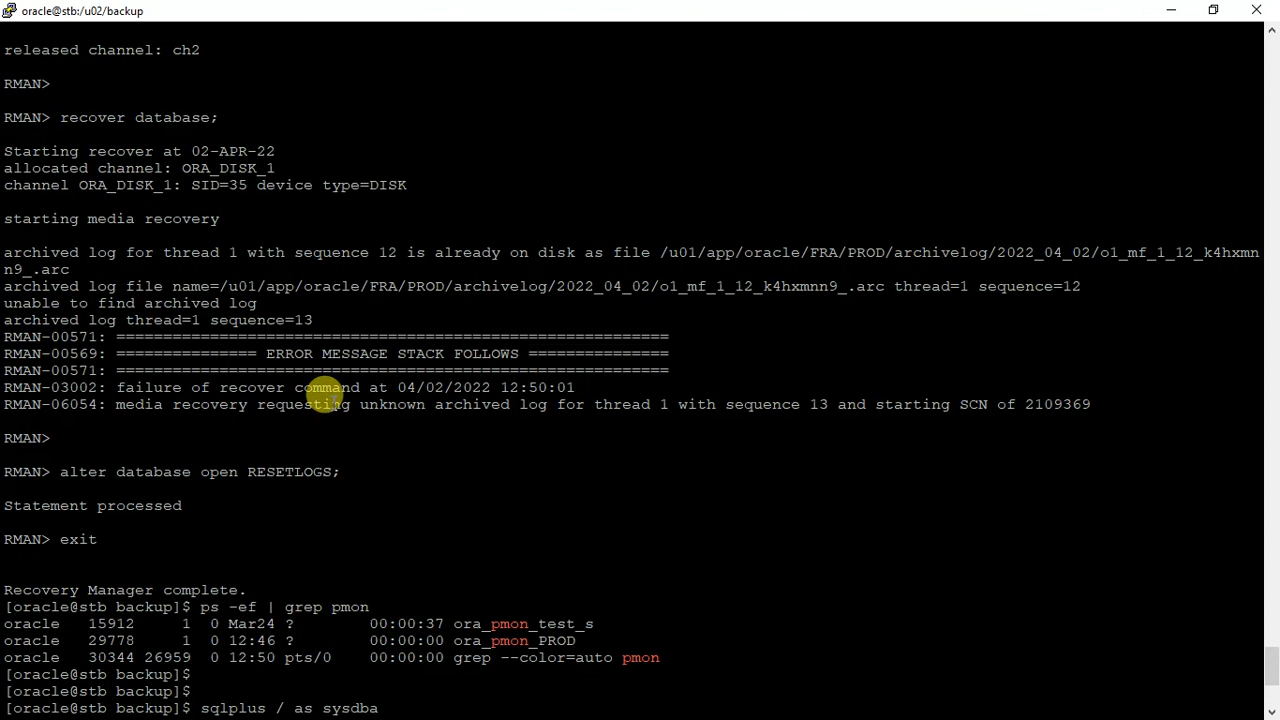 oracle@stb:/u02/backup
released channel: ch2
RMAN>
RMAN> recover database;
Starting recover at 02-APR-22
allocated channel: ORA_DISK_1
channel ORA_DISK_1: SID=35 device type=DISK
starting media recovery
archived log for thread 1 with sequence 12 is already on disk as file /u01/app/oracle/FRA/PROD/archivelog/2022_04_02/o1_mf_1_12_k4hxmn
n9_.arc
archived log file name=/u01/app/oracle/FRA/PROD/archivelog/2022_04_02/o1_mf_1_12_k4hxmnn9_.arc thread=1 sequence=12
unable to find archived log
archived log thread=1 sequence=13
RMAN-00571: ===========================================================
RMAN-00569: =============== ERROR MESSAGE STACK FOLLOWS ===============
RMAN-00571: ===========================================================
RMAN-03002: failure of recover command at 04/02/2022 12:50:01
RMAN-06054: media recovery requesting unknown archived log for thread 1 with sequence 13 and starting SCN of 2109369
RMAN>
RMAN> alter database open RESETLOGS;
Statement processed
RMAN> exit
Recovery Manager complete.
[oracle@stb backup]$ ps -ef | grep pmon
oracle   15912     1  0 Mar24 ?        00:00:37 ora_pmon_test_s
oracle   29778     1  0 12:46 ?        00:00:00 ora_pmon_PROD
oracle   30344 26959  0 12:50 pts/0    00:00:00 grep --color=auto pmon
[oracle@stb backup]$
[oracle@stb backup]$
[oracle@stb backup]$ sqlplus / as sysdba